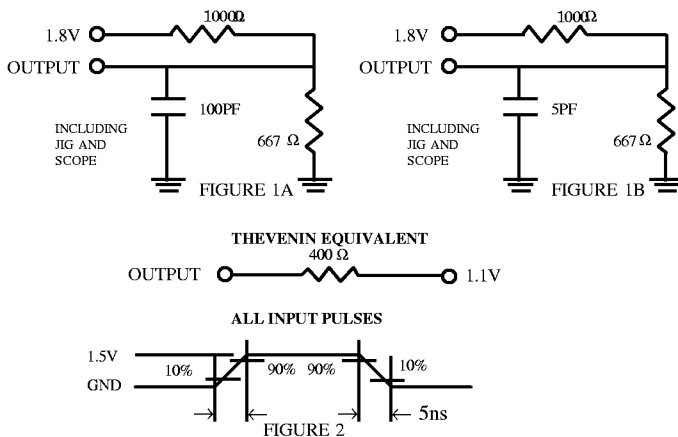 1000Ω
1.8V
OUTPUT
100PF
INCLUDING
JIG AND
SCOPE
667 Ω
FIGURE 1A
1000Ω
1.8V
OUTPUT
5PF
INCLUDING
JIG AND
SCOPE
667 Ω
FIGURE 1B
THEVENIN EQUIVALENT
400 Ω
OUTPUT
1.1V
ALL INPUT PULSES
1.5V
10%
90%
90%
10%
GND
5ns
FIGURE 2